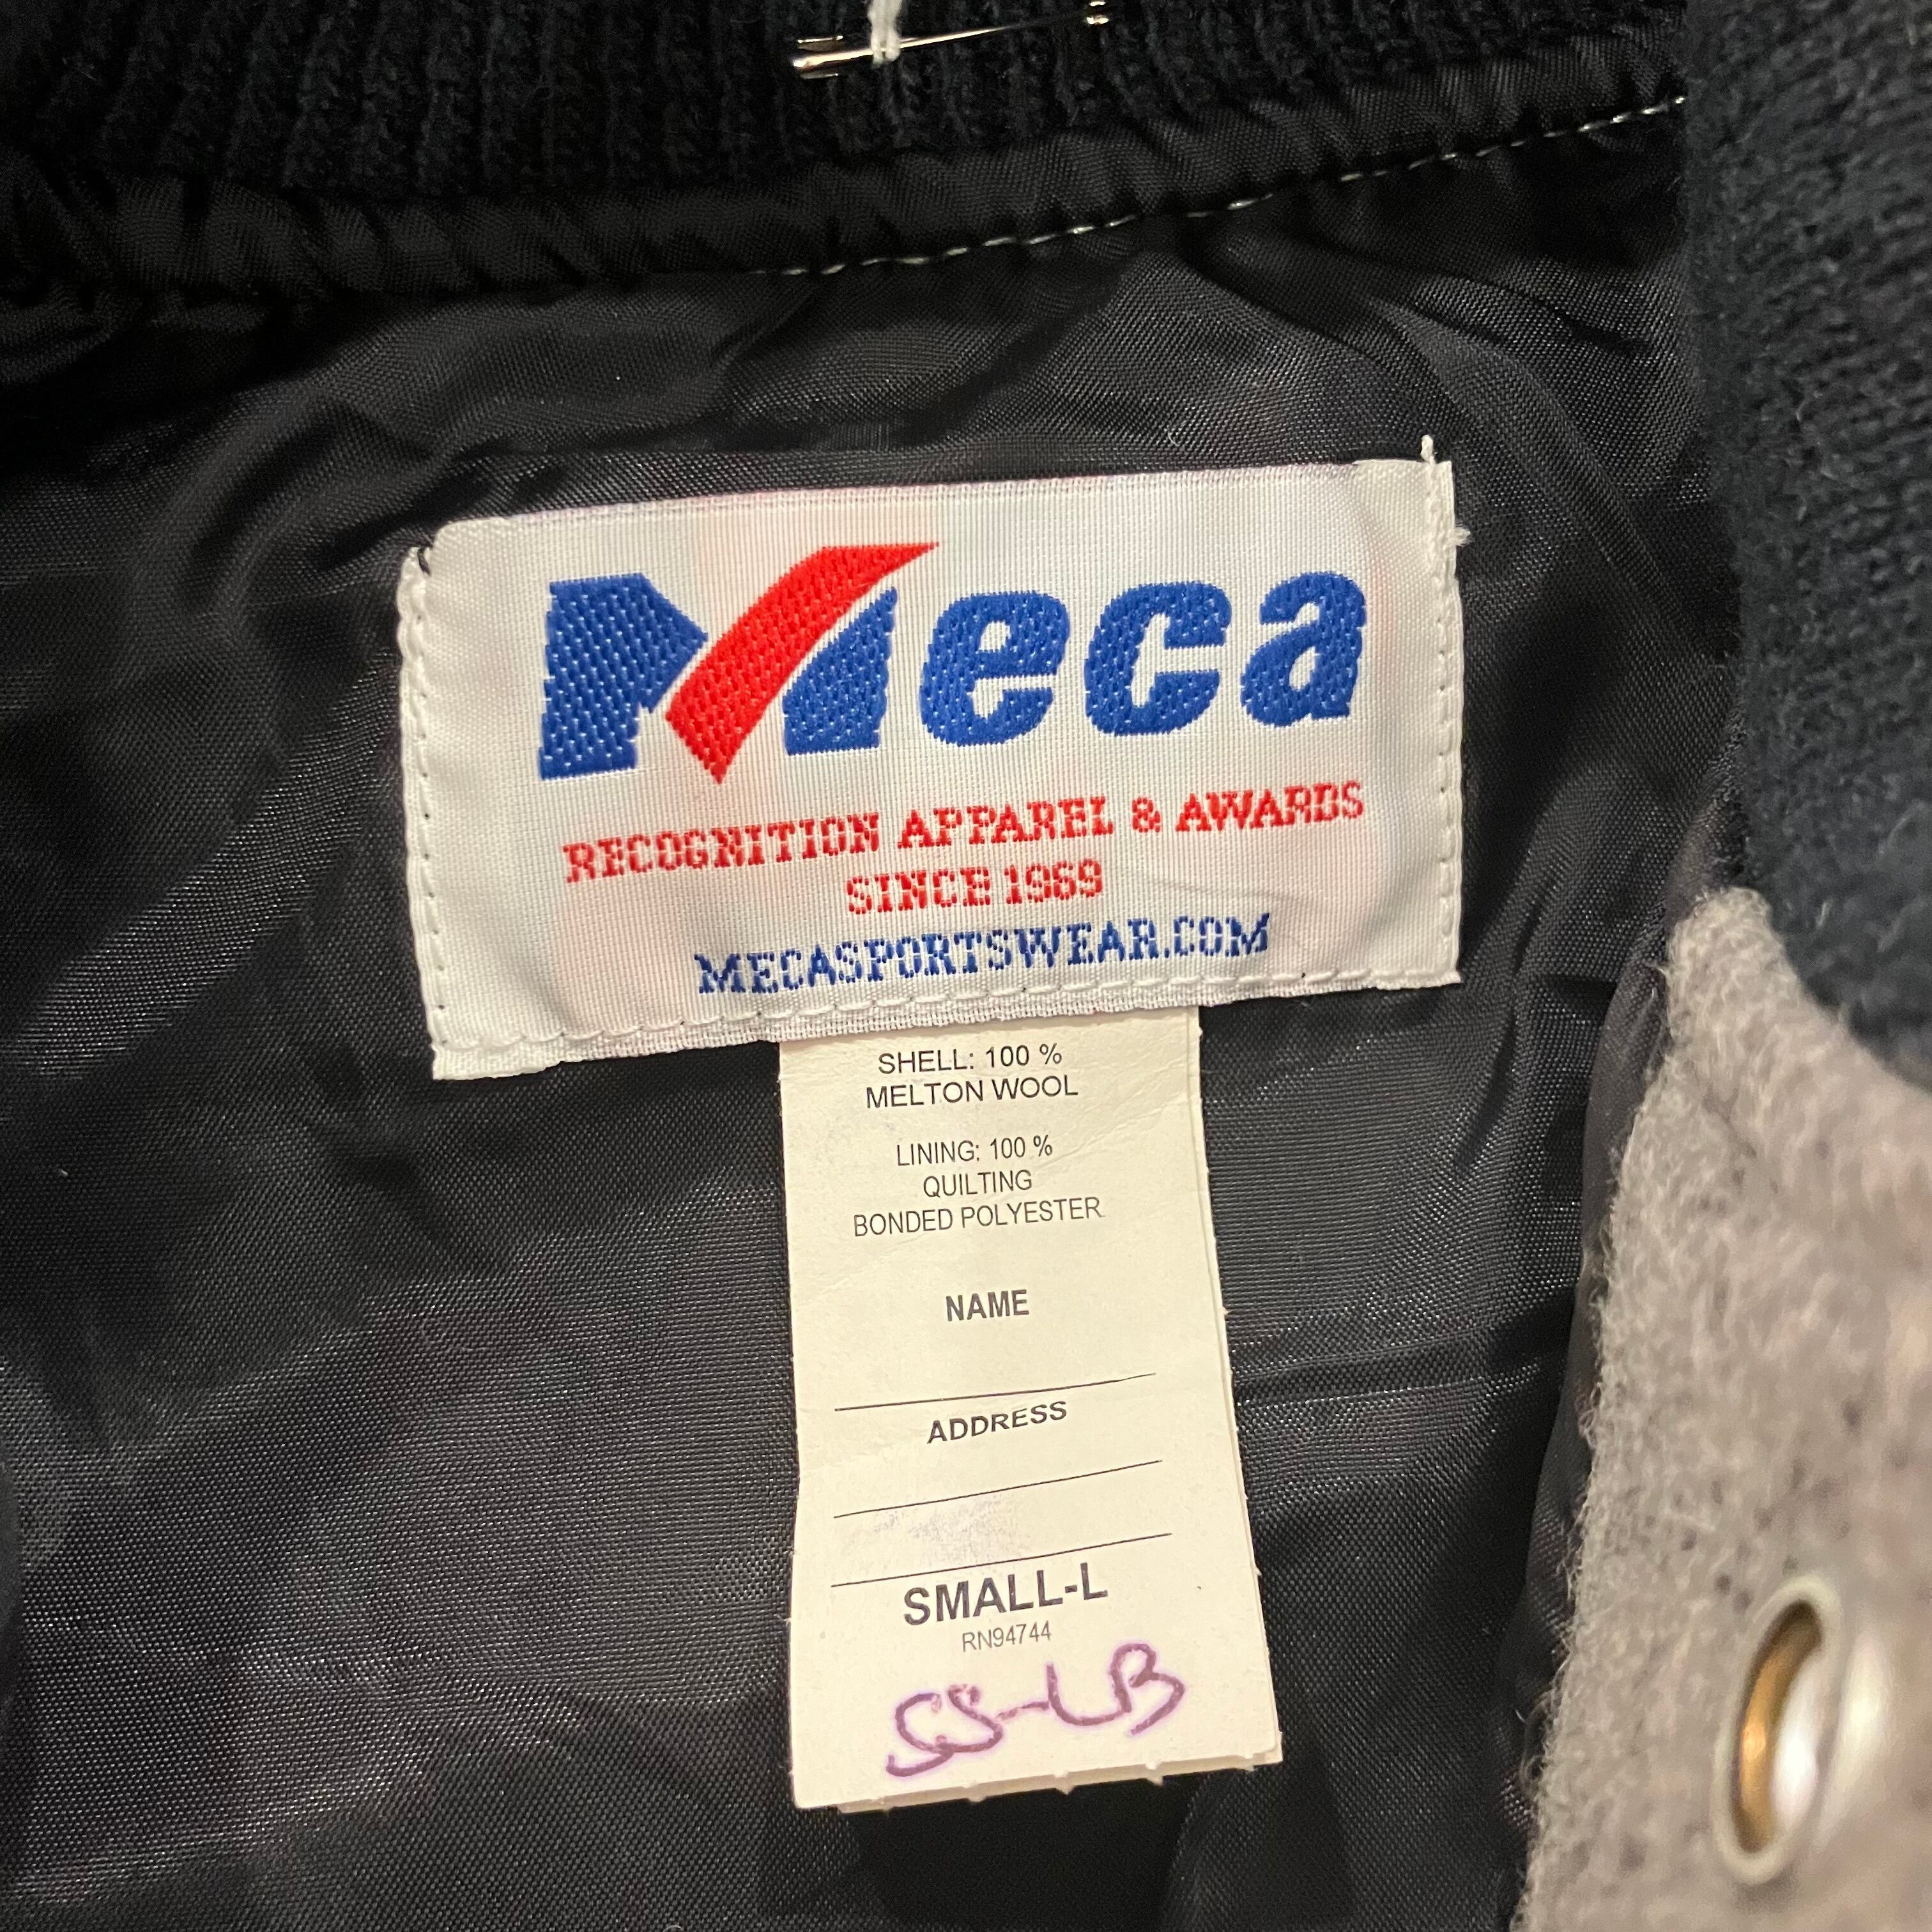 Meca
RECOGNITION APPAREL & AWARDS
SINCE 1969
MECASPORTSWEAR.COM
SHELL: 100 %
MELTON WOOL
LINING: 100 %
QUILTING
BONDED POLYESTER
NAME
ADDRESS
SMALL-L
RN94744
SS-LB